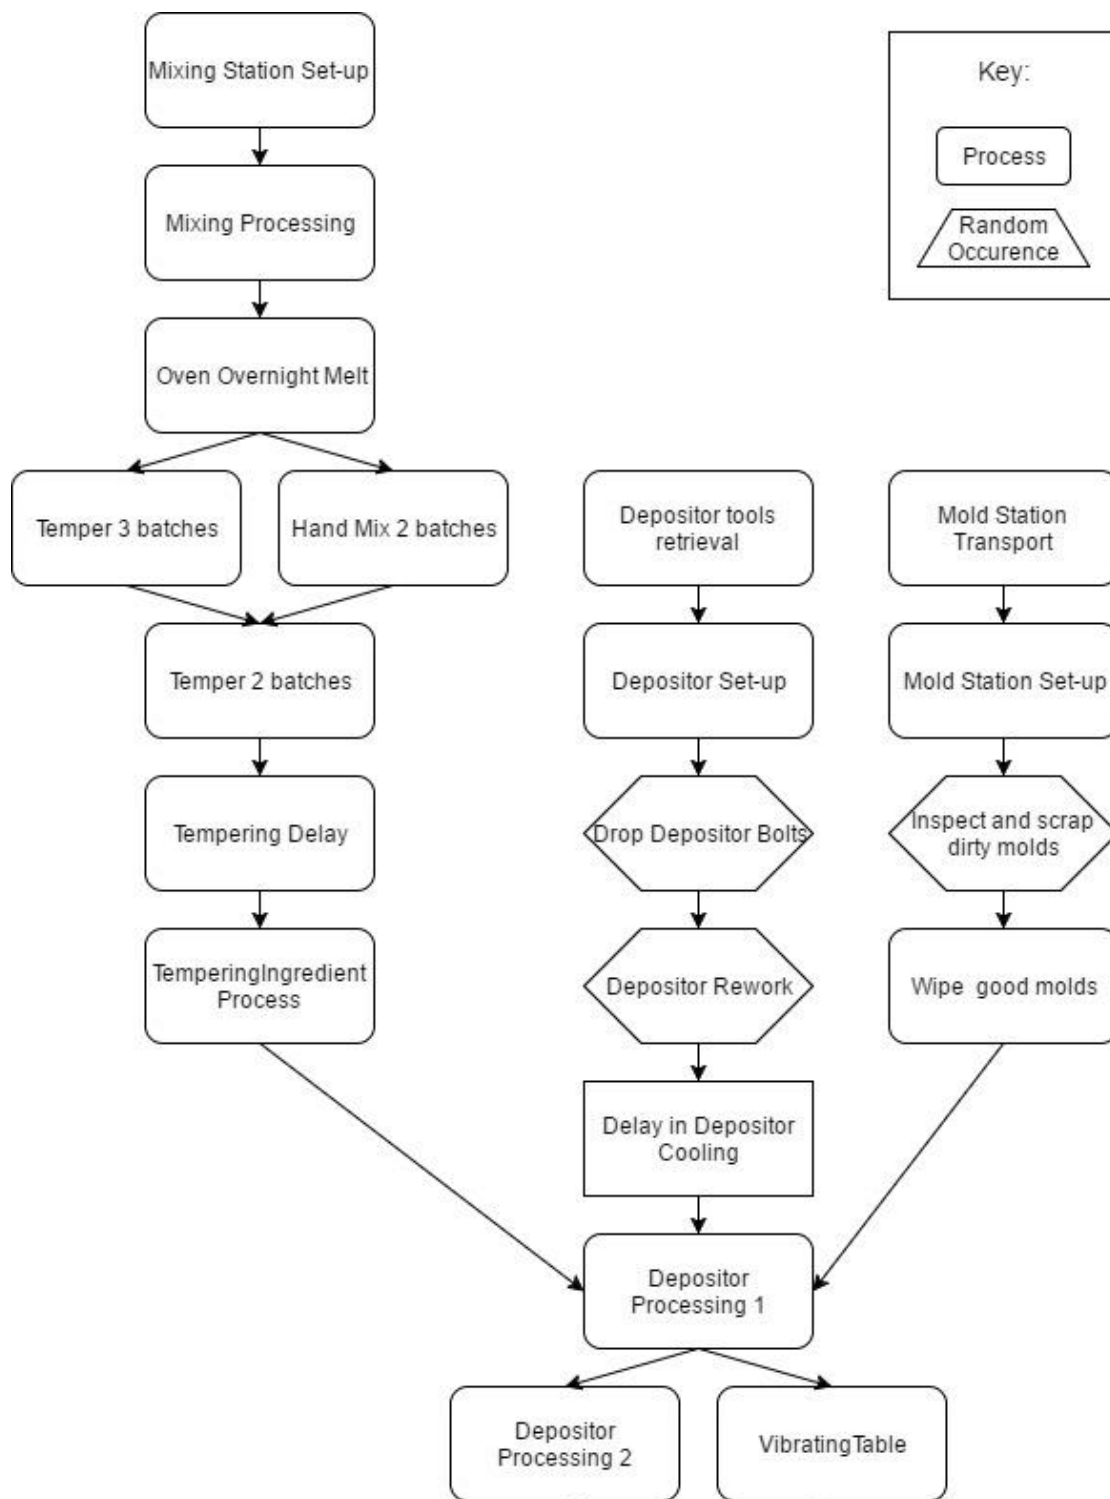 Mixing Station Set-up
Key:
Process
Random
Occurence
Mixing Processing
Oven Overnight Melt
Temper 3 batches
Hand Mix 2 batches
Depositor tools
retrieval
Mold Station
Transport
Temper 2 batches
Depositor Set-up
Mold Station Set-up
Tempering Delay
Drop Depositor Bolts
Inspect and scrap
dirty molds
TemperingIngredient
Process
Depositor Rework
Wipe good molds
Delay in Depositor
Cooling
Depositor
Processing 1
Depositor
Processing 2
VibratingTable